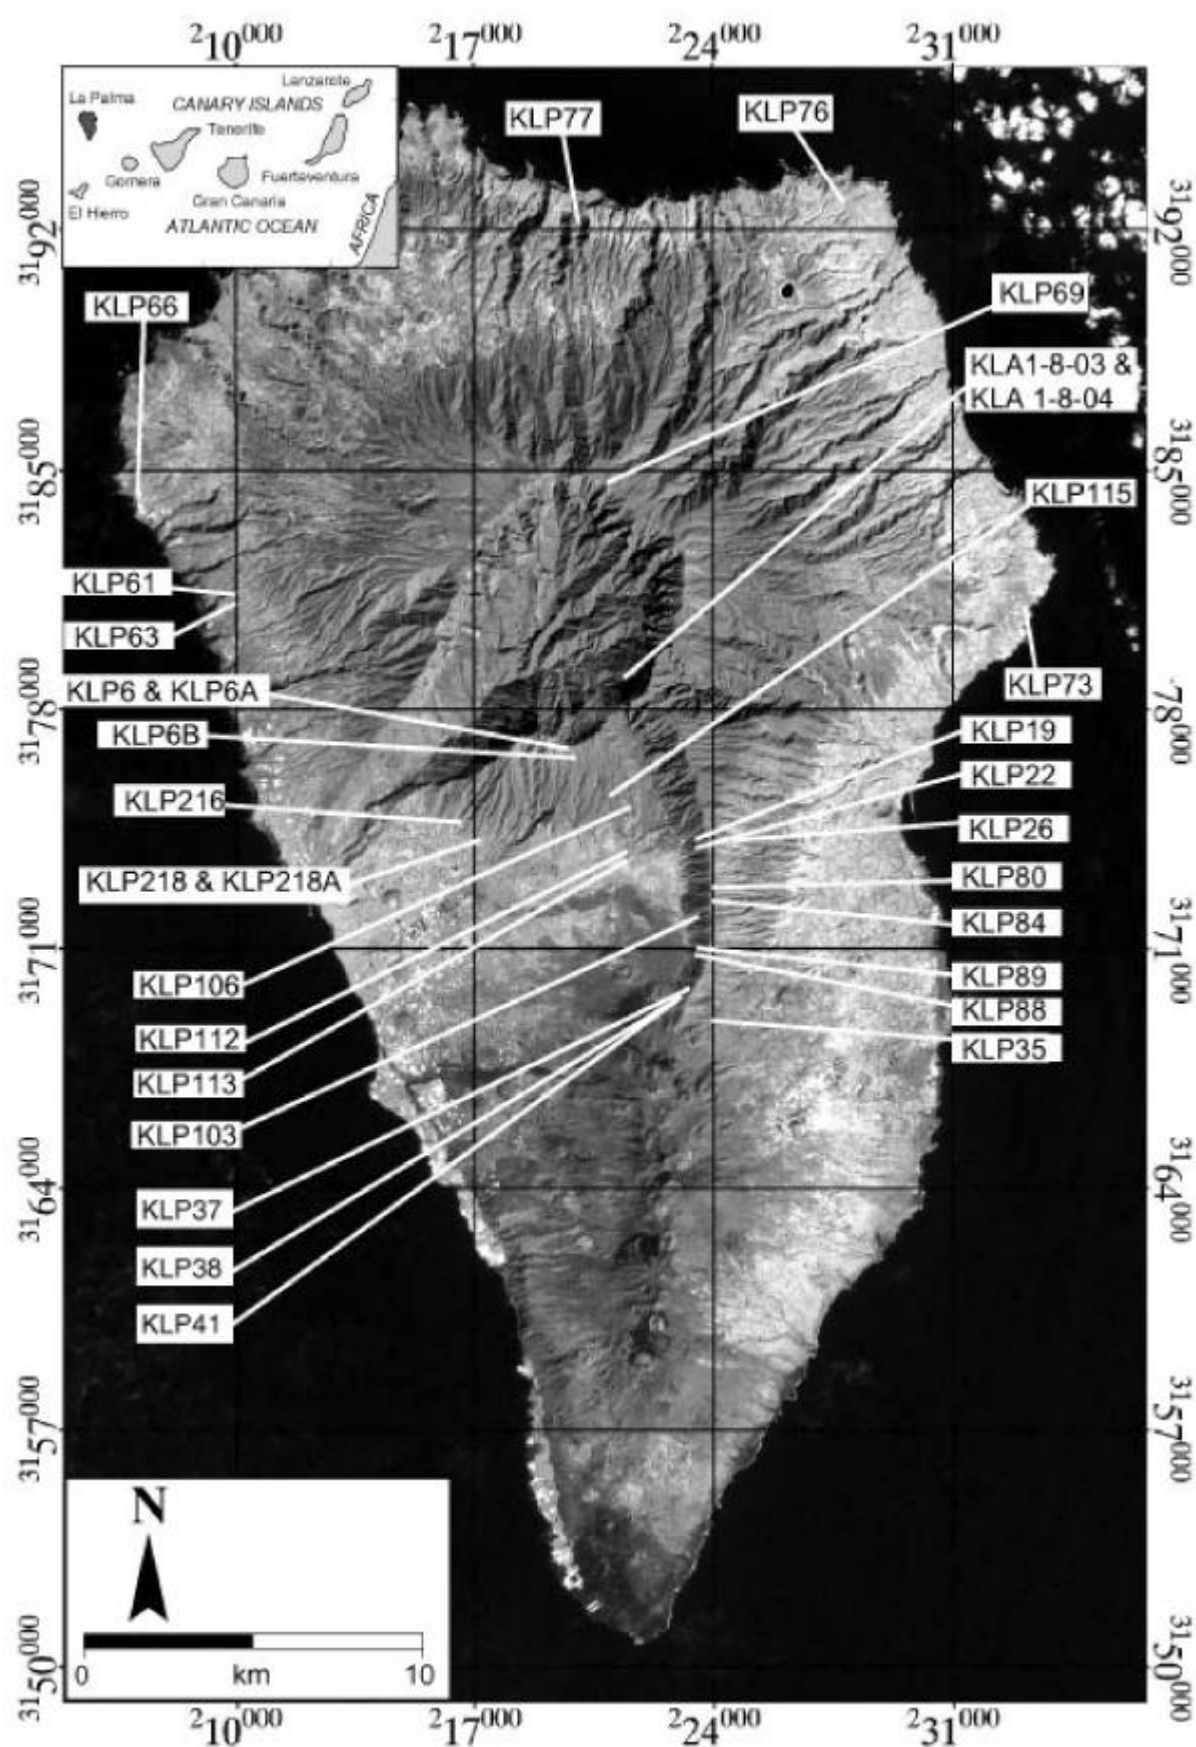 210000 217000 224000 231000
Lanzarote
La Palma
CANARY ISLANDS
Tenerife
Gomera
Fuerteventura
El Hierro
Gran Canaria
ATLANTIC OCEAN
AFRICA
KLP77
KLP76
3192000
3192000
KLP66
KLP69
KLA1-8-03 &
KLA 1-8-04
3185000
3185000
KLP115
KLP61
KLP63
KLP6 & KLP6A
KLP73
3178000
3178000
KLP6B
KLP19
KLP22
KLP216
KLP26
KLP218 & KLP218A
KLP80
KLP84
3171000
3171000
KLP106
KLP89
KLP88
KLP112
KLP35
KLP113
KLP103
3164000
3164000
KLP37
KLP38
KLP41
3157000
3157000
N
0 km 10
3150000
3150000
210000 217000 224000 231000